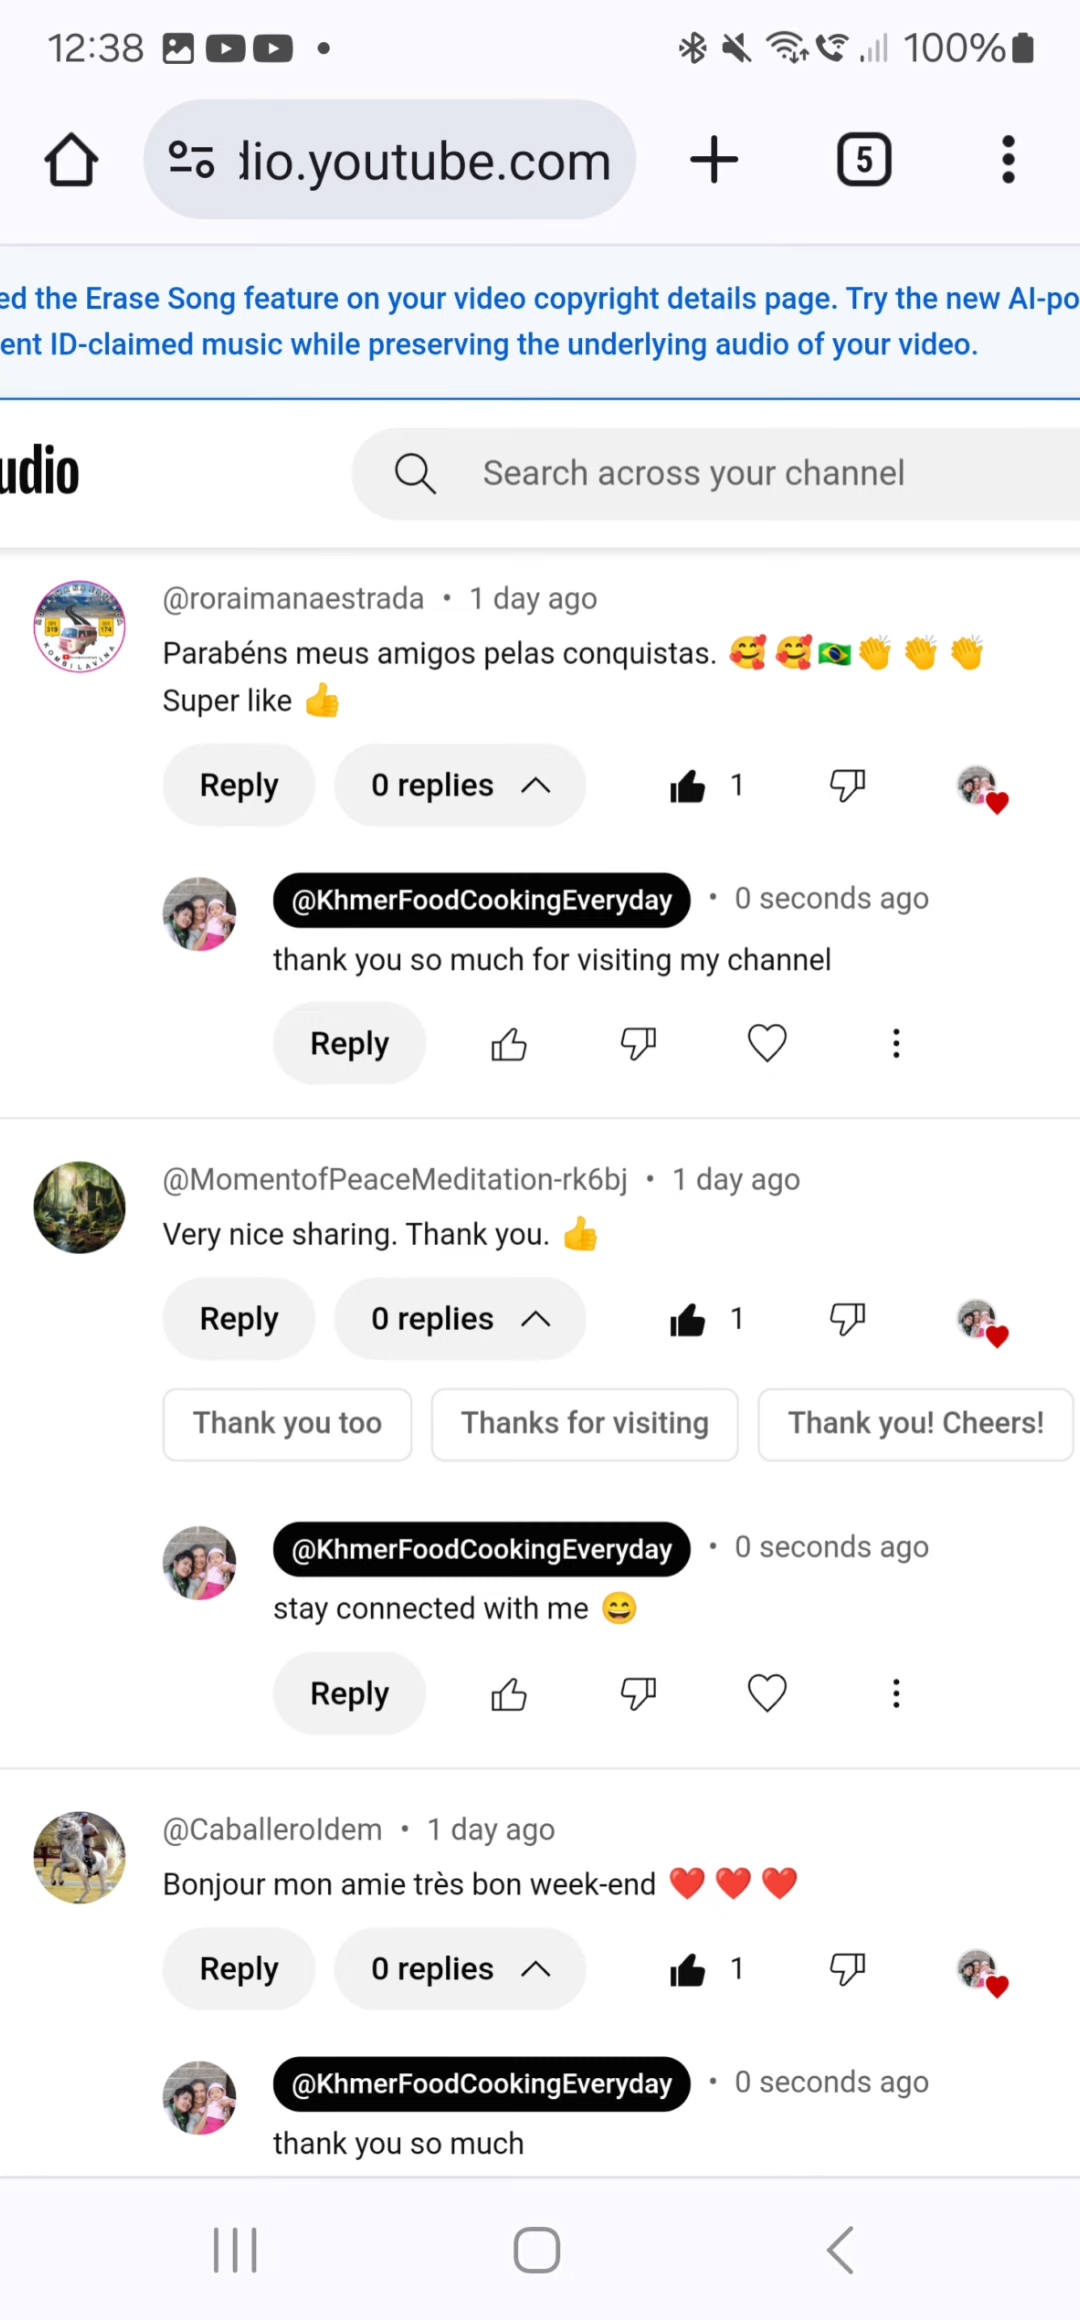 12:38
100%
dio.youtube.com
5
ed the Erase Song feature on your video copyright details page. Try the new AI-po
ent ID-claimed music while preserving the underlying audio of your video.
udio
Search across your channel
@roraimanaestrada • 1 day ago
Parabéns meus amigos pelas conquistas. 🥰🥰🇧🇷👏👏👏
Super like 👍
Reply
0 replies
1
@KhmerFoodCookingEveryday • 0 seconds ago
thank you so much for visiting my channel
Reply
@MomentofPeaceMeditation-rk6bj • 1 day ago
Very nice sharing. Thank you. 👍
Reply
0 replies
1
Thank you too
Thanks for visiting
Thank you! Cheers!
@KhmerFoodCookingEveryday • 0 seconds ago
stay connected with me 😄
Reply
@CaballeroIdem • 1 day ago
Bonjour mon amie très bon week-end ❤️❤️❤️
Reply
0 replies
1
@KhmerFoodCookingEveryday • 0 seconds ago
thank you so much